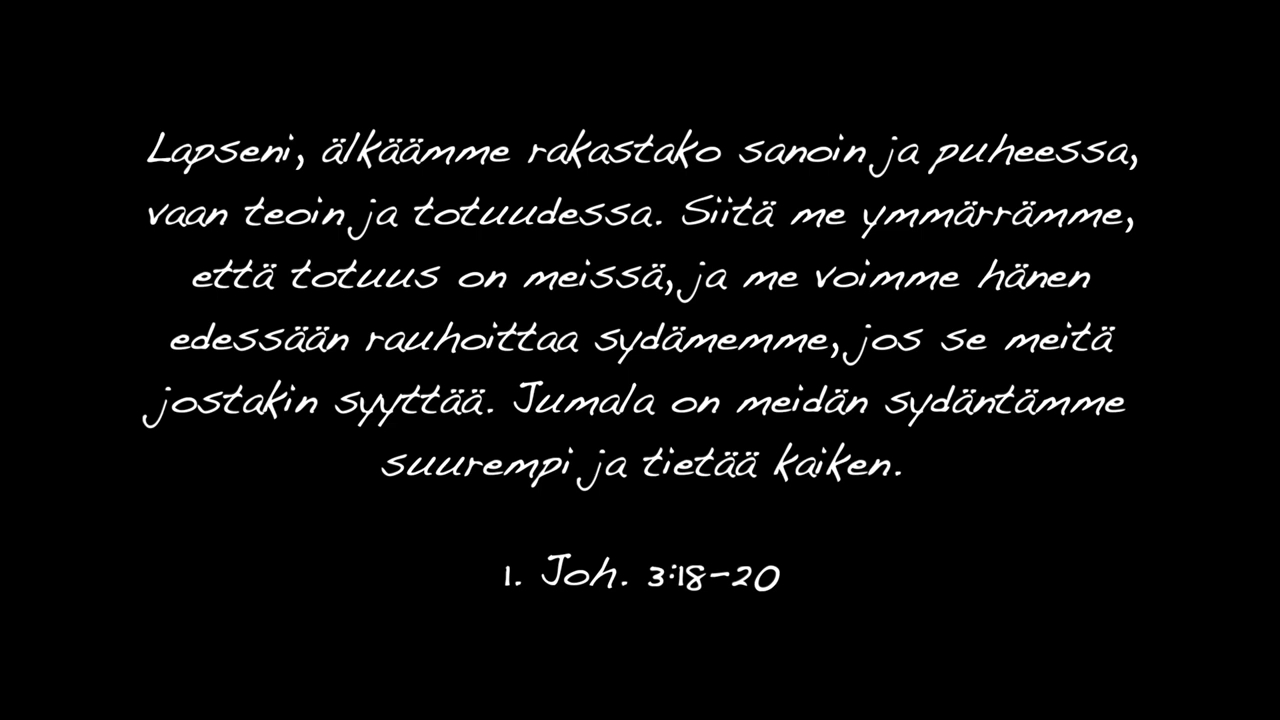 Lapseni, älkäämme rakastako sanoin ja puheessa,
vaan teoin ja totuudessa. Siitä me ymmärrämme,
että totuus on meissä, ja me voimme hänen
edessään rauhoittaa sydämemme, jos se meitä
jostakin syyttää. Jumala on meidän sydäntämme
suurempi ja tietää kaiken.
1. Joh. 3:18-20